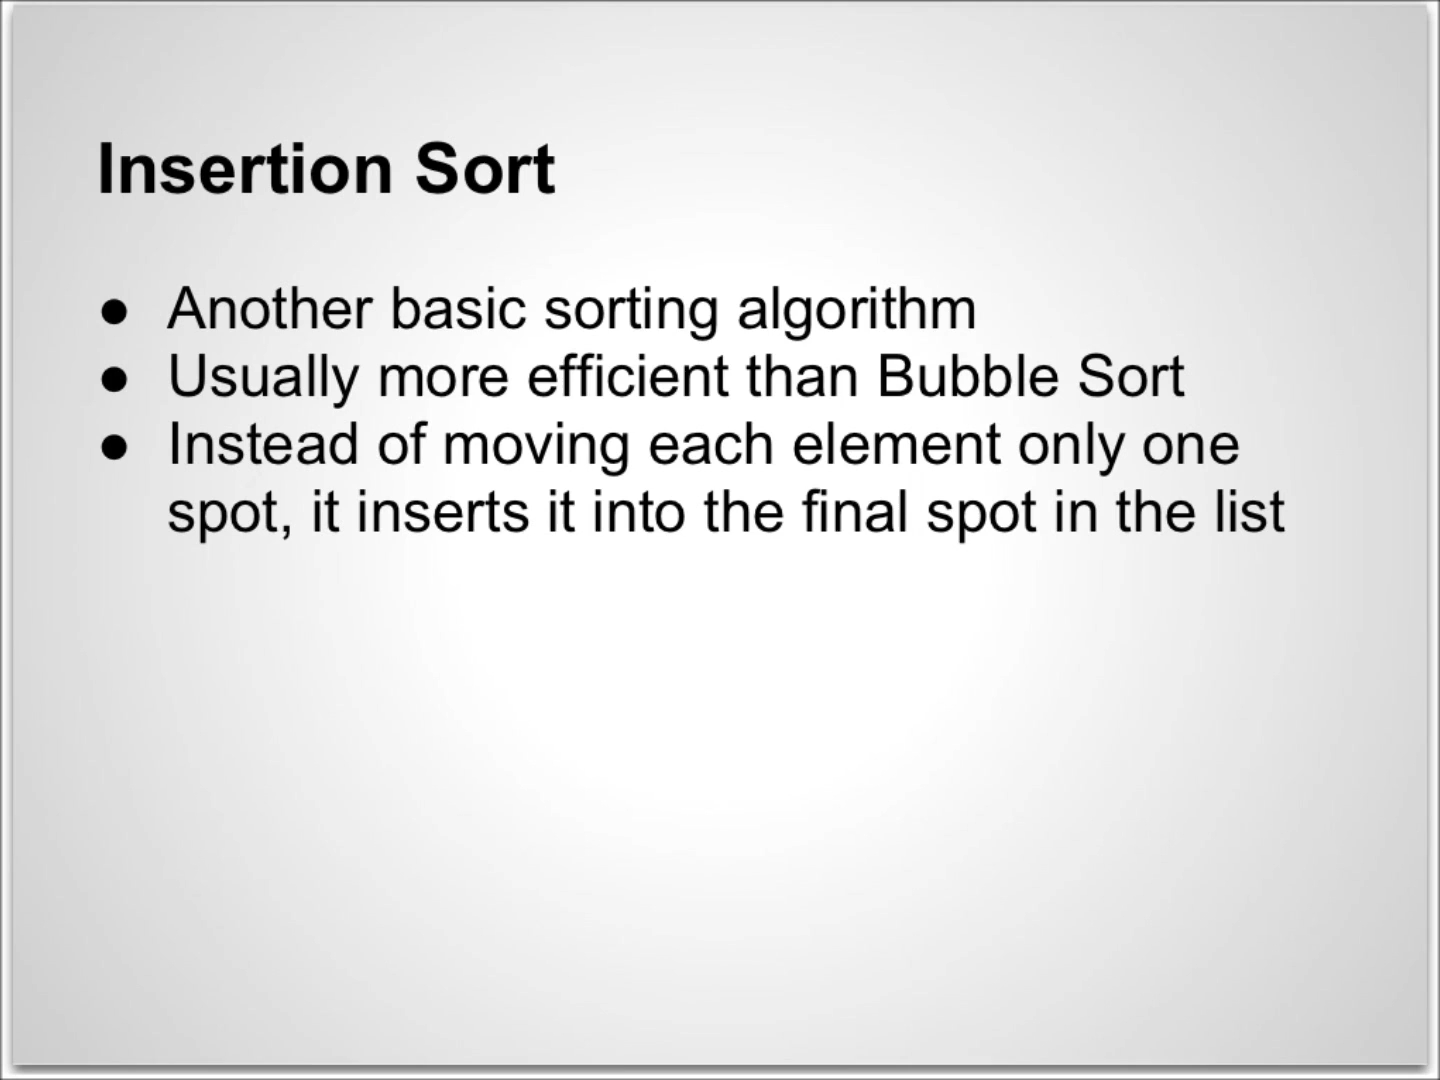 Insertion Sort
● Another basic sorting algorithm
● Usually more efficient than Bubble Sort
● Instead of moving each element only one
spot, it inserts it into the final spot in the list